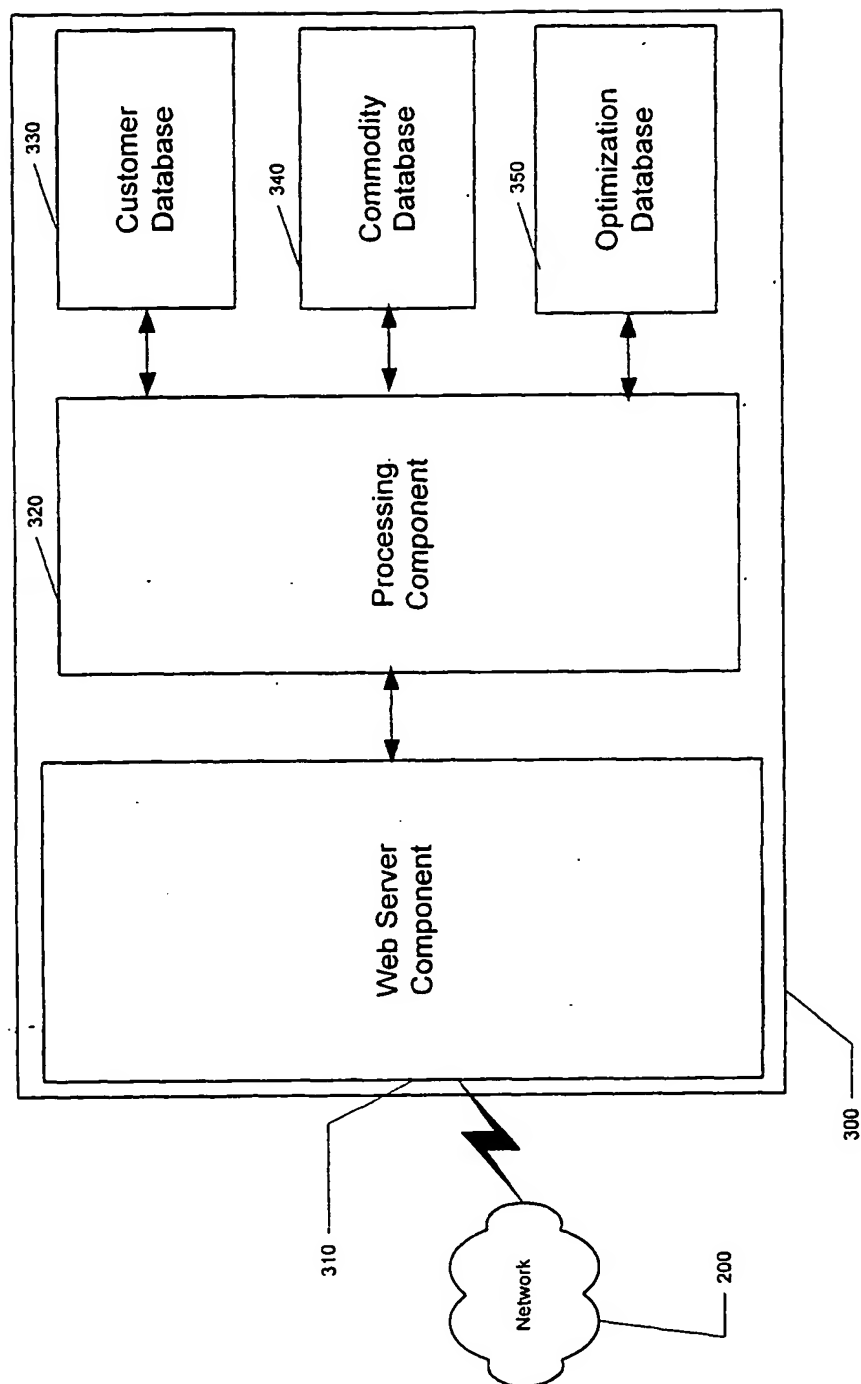 330
Customer
Database
340
Commodity
Database
350
Optimization
Database
320
Processing
Component
Web Server
Component
310
300
Network
200